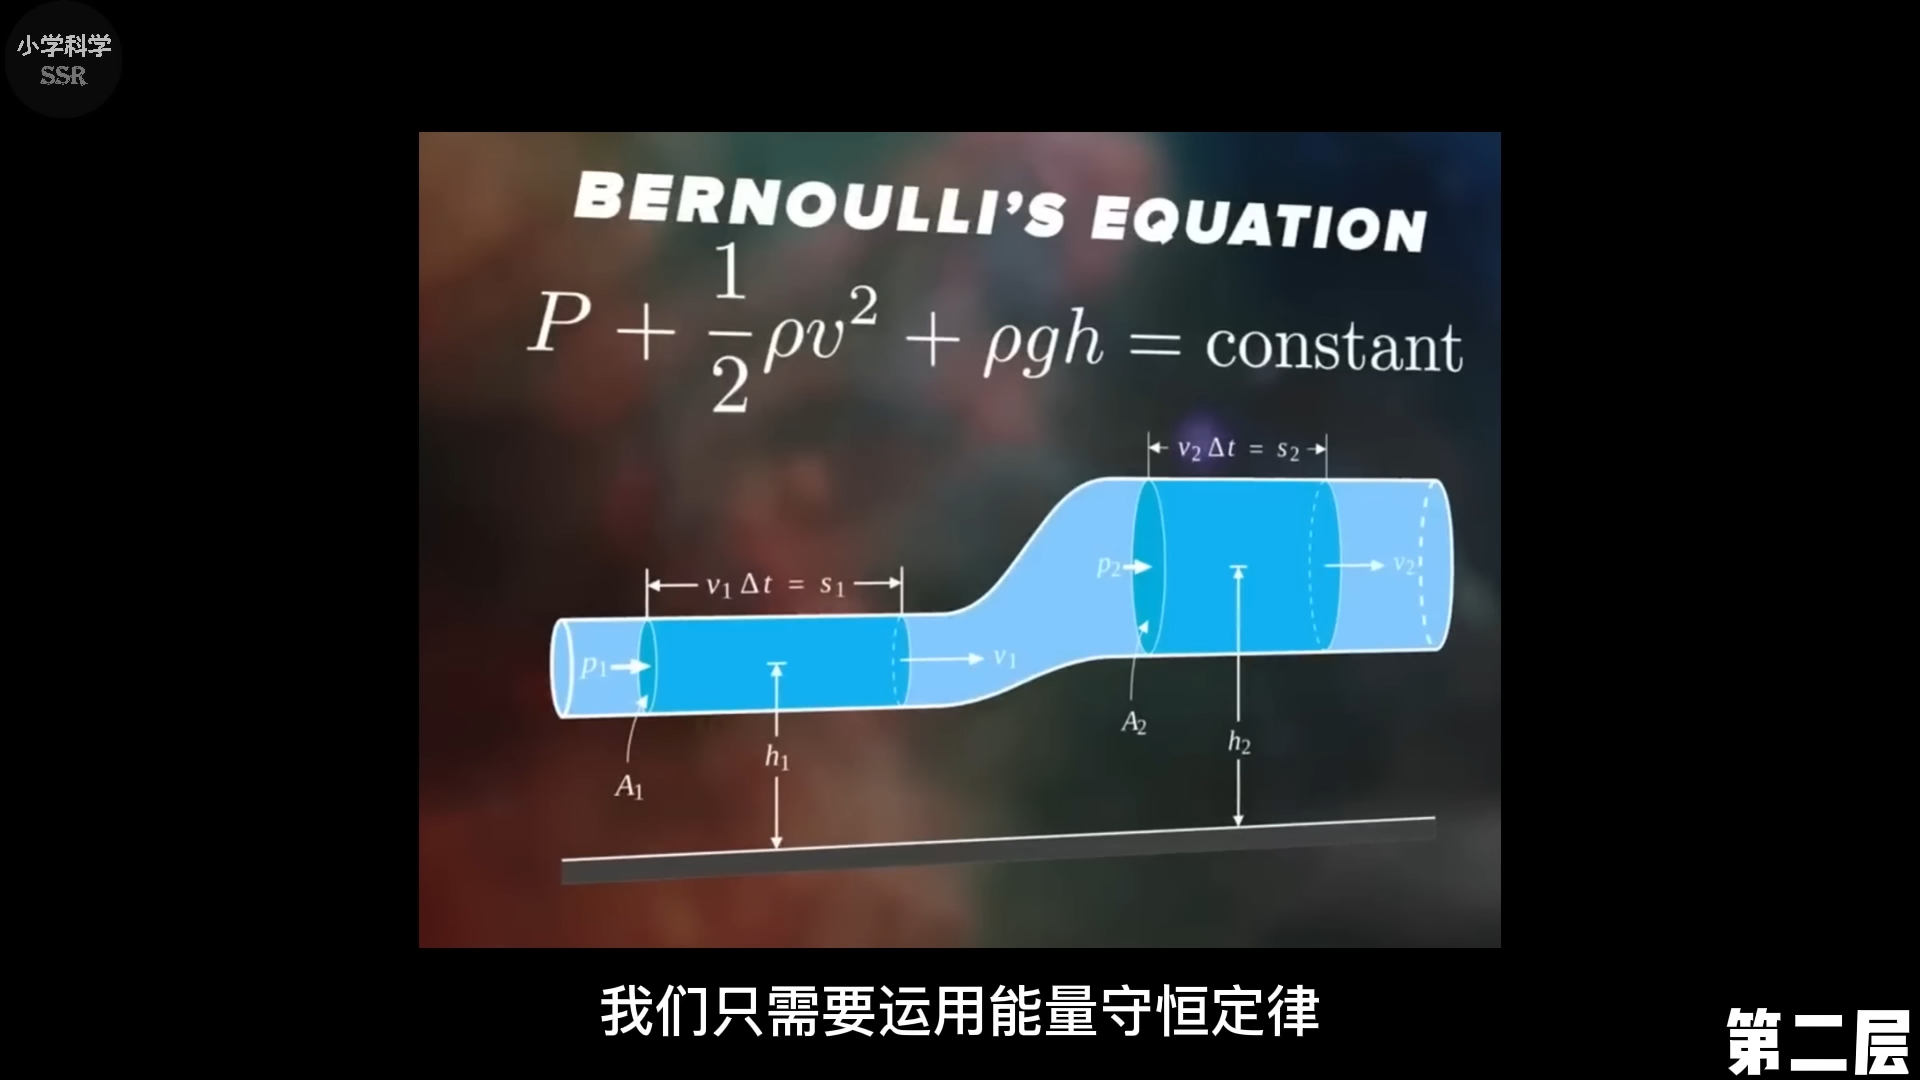 小学科学
SSR
BERNOULLI'S EQUATION
P + 1/2 ρv² + ρgh = constant
v₂ Δt = s₂
p₂
v₂
v₁ Δt = s₁
p₁
v₁
A₂
h₂
h₁
A₁
我们只需要运用能量守恒定律
第二层